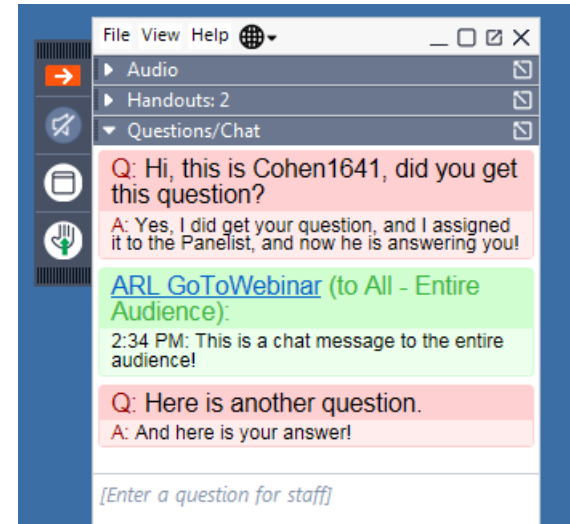 File View Help
Audio
Handouts: 2
Questions/Chat
Q: Hi, this is Cohen1641, did you get
this question?
A: Yes, I did get your question, and I assigned
it to the Panelist, and now he is answering you!
ARL GoToWebinar (to All - Entire
Audience):
2:34 PM: This is a chat message to the entire
audience!
Q: Here is another question.
A: And here is your answer!
[Enter a question for staff]